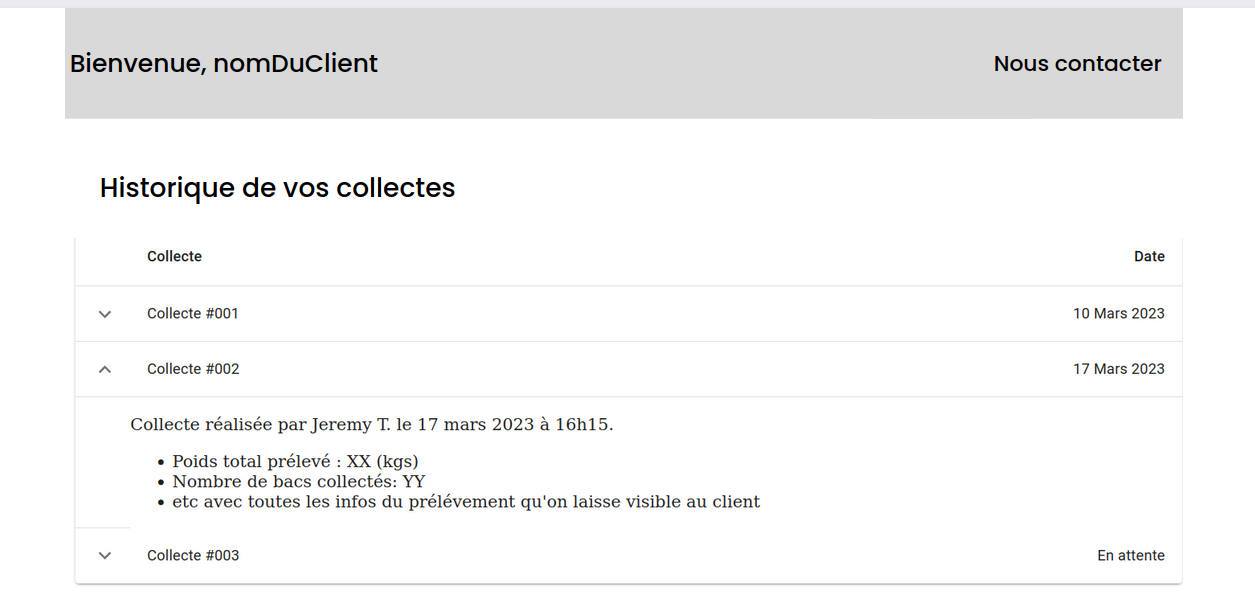 Bienvenue, nomDuClient
Nous contacter
Historique de vos collectes
Collecte
Date
Collecte #001
10 Mars 2023
Collecte #002
17 Mars 2023
Collecte réalisée par Jeremy T. le 17 mars 2023 à 16h15.
• Poids total prélevé : XX (kgs)
• Nombre de bacs collectés: YY
• etc avec toutes les infos du prélévement qu'on laisse visible au client
Collecte #003
En attente